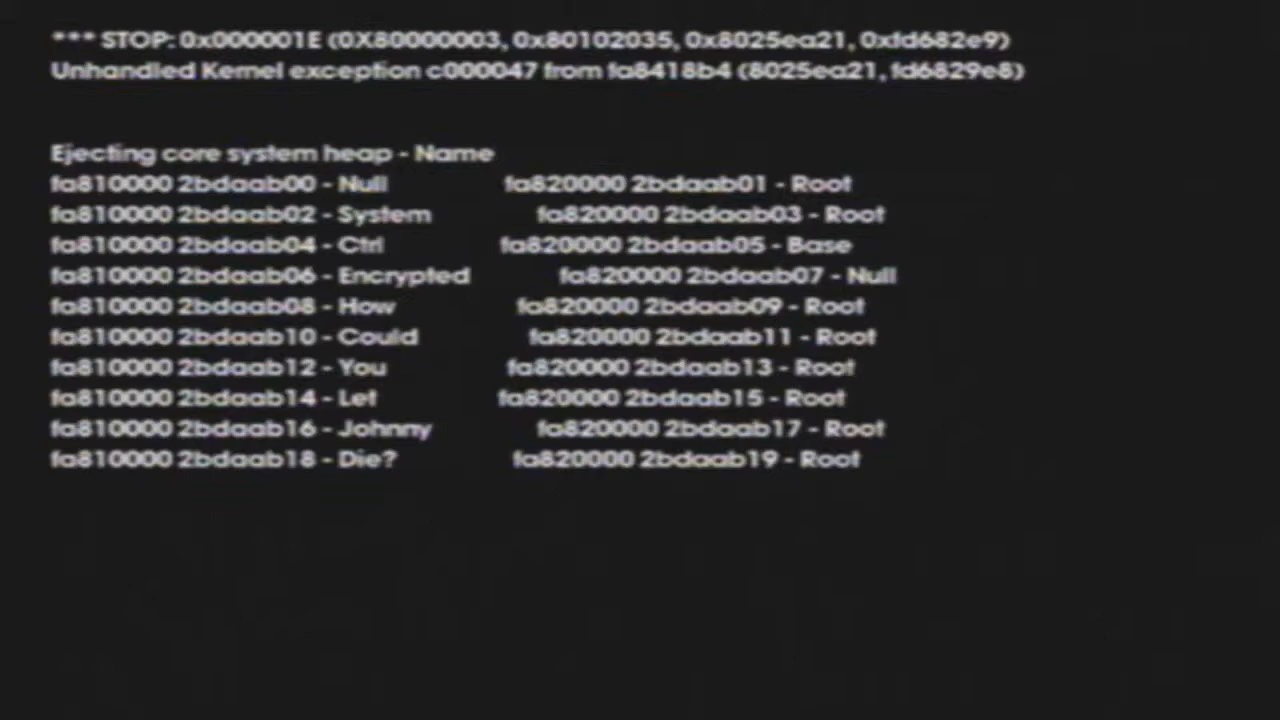 *** STOP: 0x000001E (0X80000003, 0x80102035, 0x8025ea21, 0xfd682e9)
Unhandled Kernel exception c000047 from fa8418b4 (8025ea21, fd6829e8)
Ejecting core system heap - Name
fa810000 2bdaab00 - Null fa820000 2bdaab01 - Root
fa810000 2bdaab02 - System fa820000 2bdaab03 - Root
fa810000 2bdaab04 - Ctrl fa820000 2bdaab05 - Base
fa810000 2bdaab06 - Encrypted fa820000 2bdaab07 - Null
fa810000 2bdaab08 - How fa820000 2bdaab09 - Root
fa810000 2bdaab10 - Could fa820000 2bdaab11 - Root
fa810000 2bdaab12 - You fa820000 2bdaab13 - Root
fa810000 2bdaab14 - Let fa820000 2bdaab15 - Root
fa810000 2bdaab16 - Johnny fa820000 2bdaab17 - Root
fa810000 2bdaab18 - Die? fa820000 2bdaab19 - Root